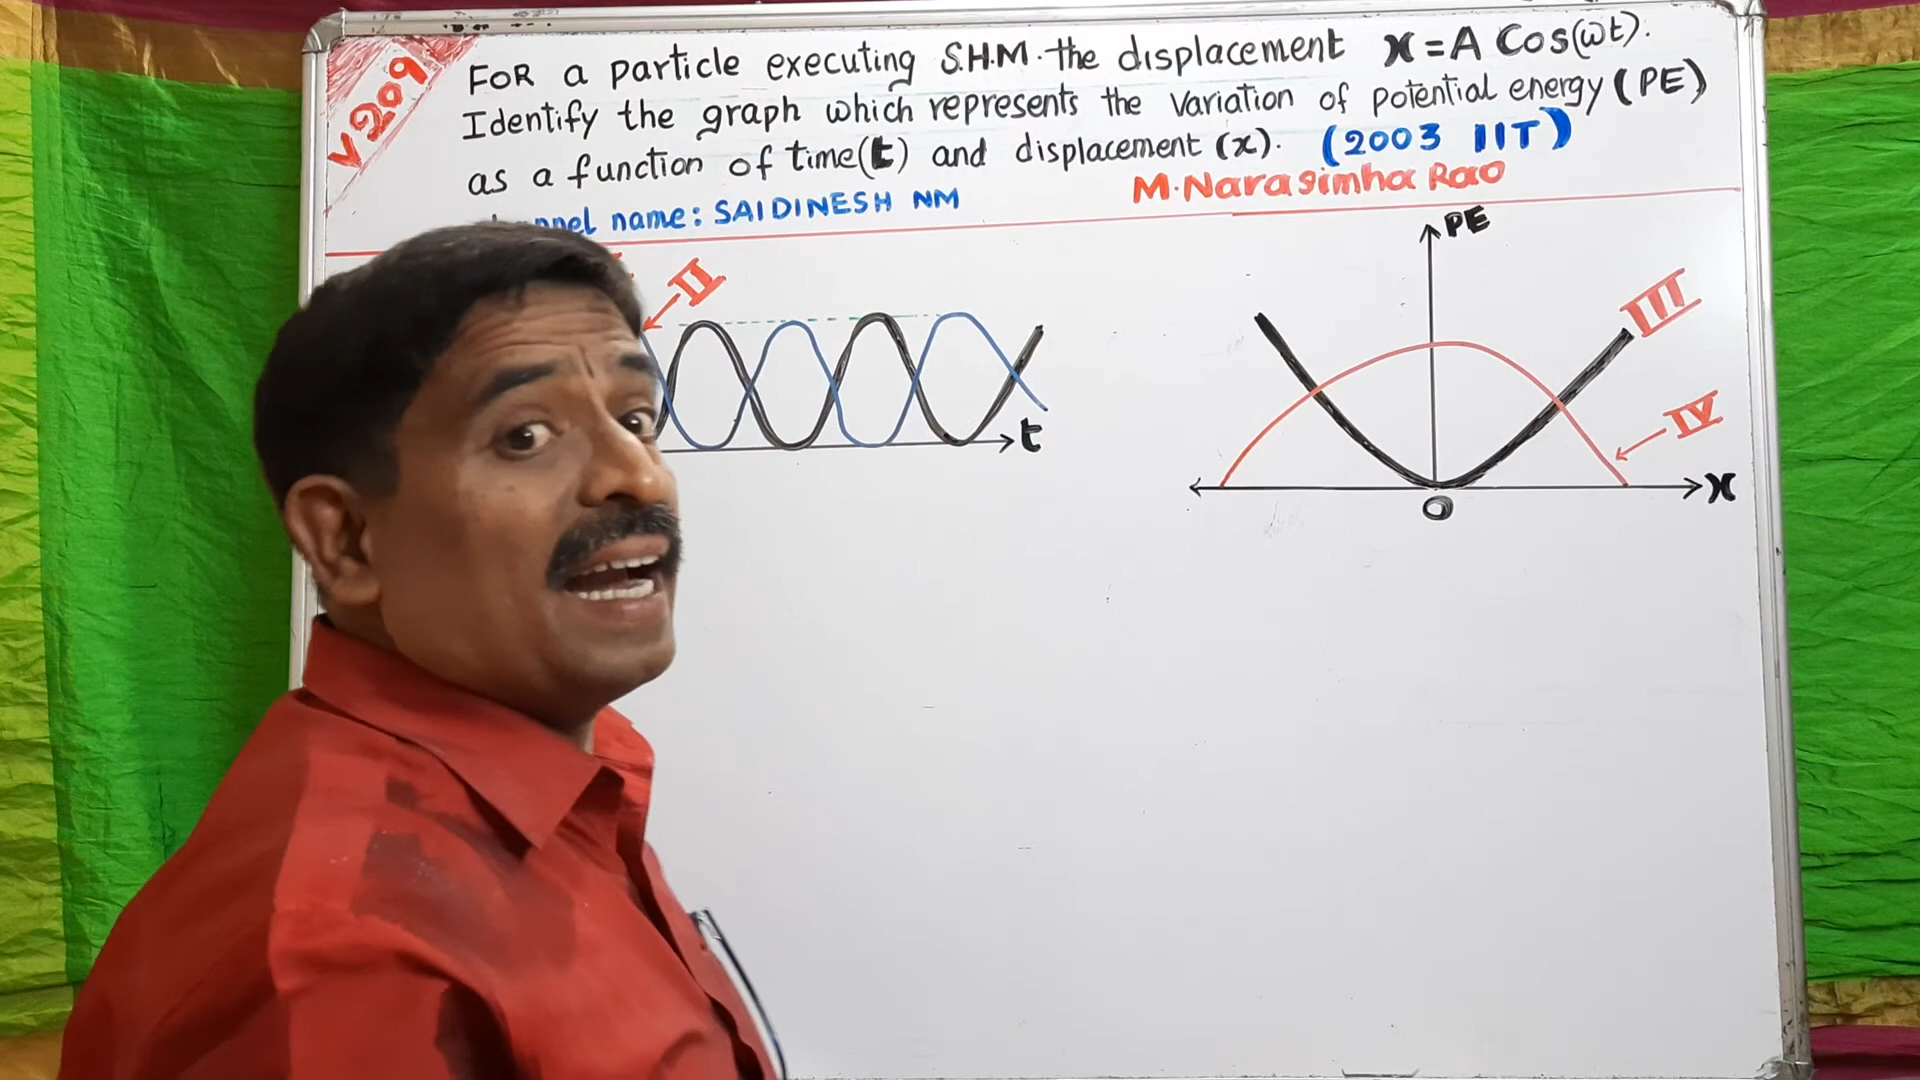 V209
FOR a particle executing S.H.M. the displacement x = A Cos(ωt).
Identify the graph which represents the variation of potential energy (PE)
as a function of time(t) and displacement (x). (2003 IIT)
name: SAIDINESH NM
M. Narasimha Rao
II
t
PE
III
IV
x
O